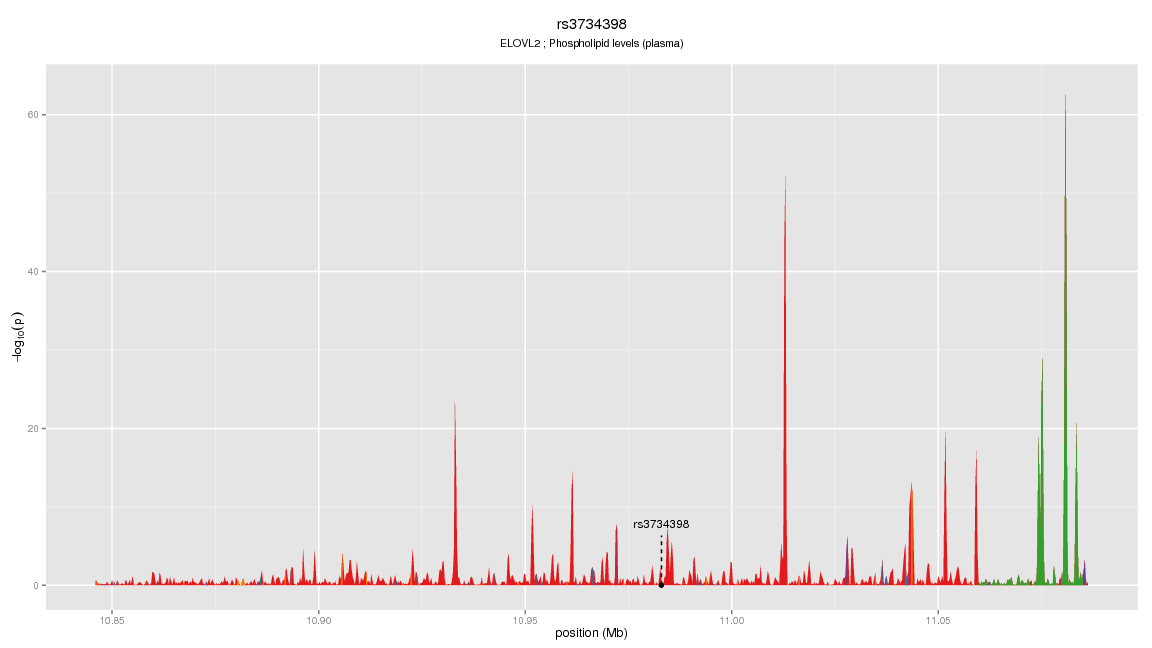 rs3734398
ELOVL2 ; Phospholipid levels (plasma)
60
40
20
0
−log10(p)
rs3734398
10.85 10.90 10.95 11.00 11.05
position (Mb)